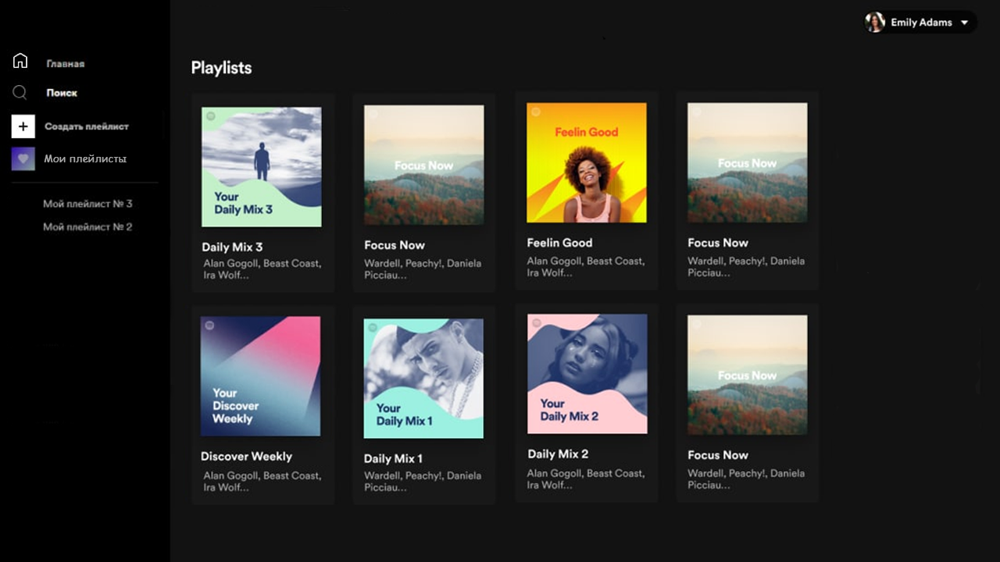 Emily Adams
Главная
Поиск
Создать плейлист
Мои плейлисты
Мой плейлист № 3
Мой плейлист № 2
Playlists
Your
Daily Mix 3
Daily Mix 3
Alan Gogoll, Beast Coast,
Ira Wolf...
Focus Now
Focus Now
Wardell, Peachy!, Daniela
Picciau...
Feelin Good
Feelin Good
Alan Gogoll, Beast Coast,
Ira Wolf...
Focus Now
Focus Now
Wardell, Peachy!, Daniela
Picciau...
Your
Discover
Weekly
Discover Weekly
Alan Gogoll, Beast Coast,
Ira Wolf...
Your
Daily Mix 1
Daily Mix 1
Wardell, Peachy!, Daniela
Picciau...
Your
Daily Mix 2
Daily Mix 2
Alan Gogoll, Beast Coast,
Ira Wolf...
Focus Now
Focus Now
Wardell, Peachy!, Daniela
Picciau...